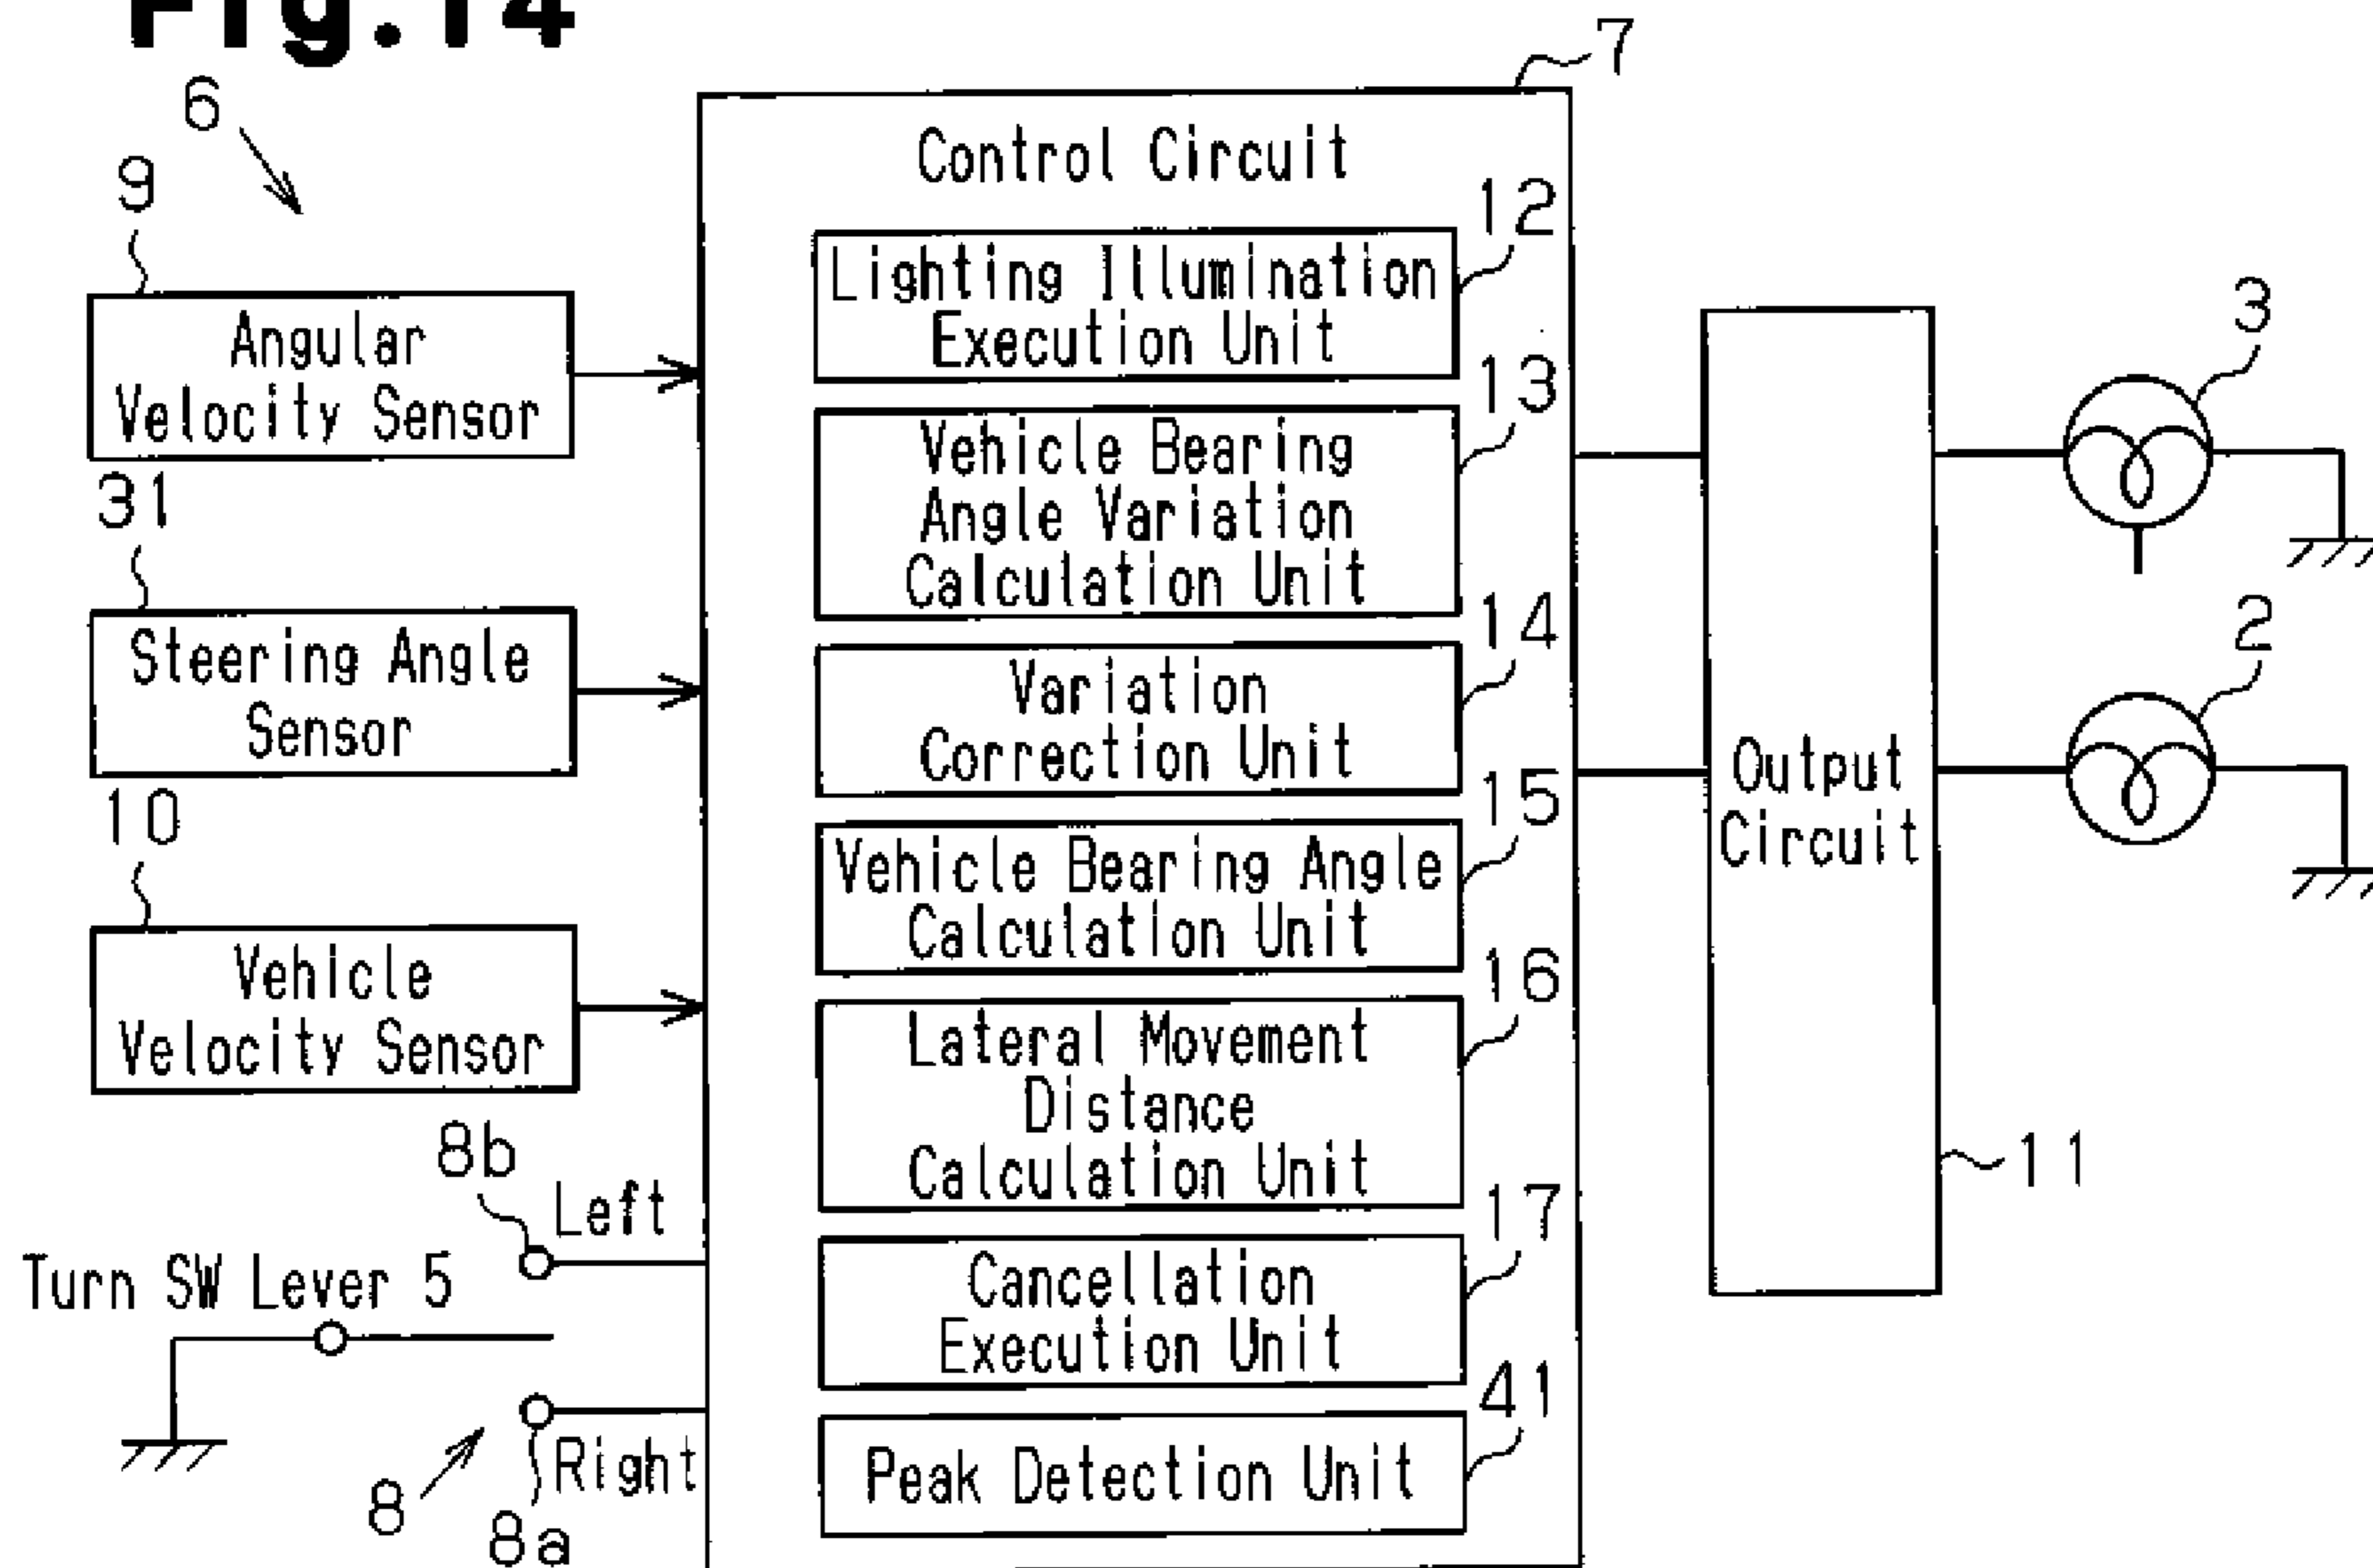 Fig.14
6
7
Control Circuit
9
Angular
Velocity Sensor
31
Steering Angle
Sensor
10
Vehicle
Velocity Sensor
8b
Left
Turn SW Lever 5
8
8a
Right
12
Lighting Illumination
Execution Unit
13
Vehicle Bearing
Angle Variation
Calculation Unit
14
Variation
Correction Unit
15
Vehicle Bearing Angle
Calculation Unit
16
Lateral Movement
Distance
Calculation Unit
17
Cancellation
Execution Unit
41
Peak Detection Unit
Output
Circuit
11
3
2